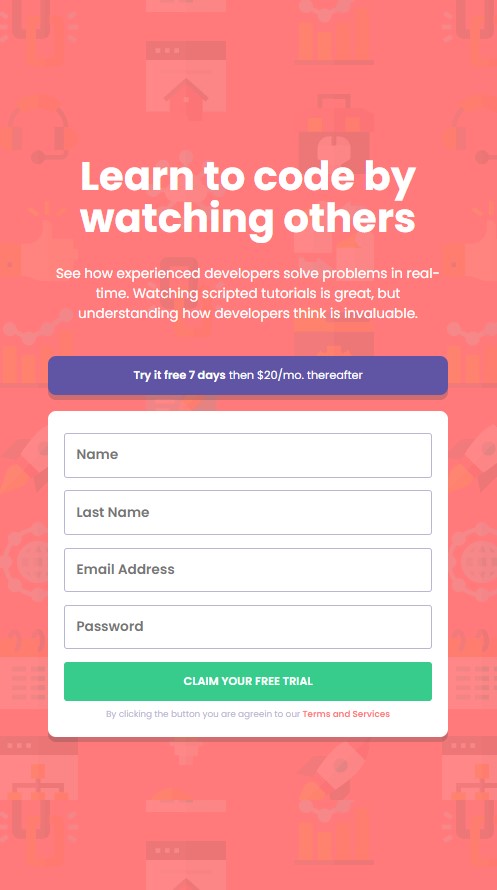 Learn to code by
watching others
See how experienced developers solve problems in real-
time. Watching scripted tutorials is great, but
understanding how developers think is invaluable.
Try it free 7 days then $20/mo. thereafter
Name
Last Name
Email Address
Password
CLAIM YOUR FREE TRIAL
By clicking the button you are agreein to our Terms and Services